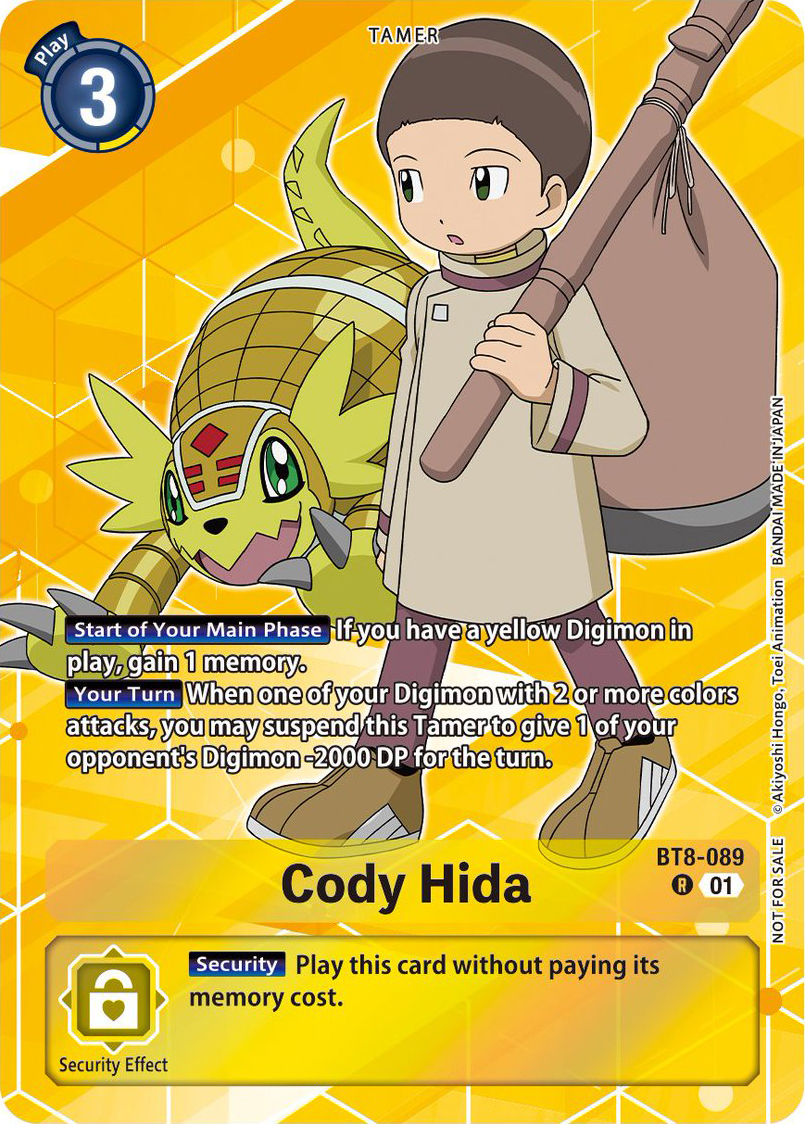 TAMER
Play
3
Start of Your Main Phase If you have a yellow Digimon in
play, gain 1 memory.
Your Turn When one of your Digimon with 2 or more colors
attacks, you may suspend this Tamer to give 1 of your
opponent's Digimon -2000 DP for the turn.
BT8-089
Cody Hida
R 01
Security Play this card without paying its
memory cost.
Security Effect
NOT FOR SALE ©Akiyoshi Hongo, Toei Animation BANDAI MADE IN JAPAN